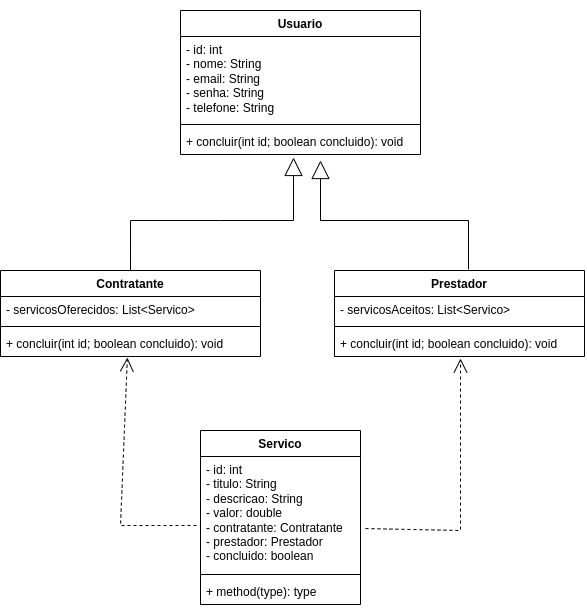 Usuario
- id: int
- nome: String
- email: String
- senha: String
- telefone: String
+ concluir(int id; boolean concluido): void
Contratante
- servicosOferecidos: List<Servico>
+ concluir(int id; boolean concluido): void
Prestador
- servicosAceitos: List<Servico>
+ concluir(int id; boolean concluido): void
Servico
- id: int
- titulo: String
- descricao: String
- valor: double
- contratante: Contratante
- prestador: Prestador
- concluido: boolean
+ method(type): type